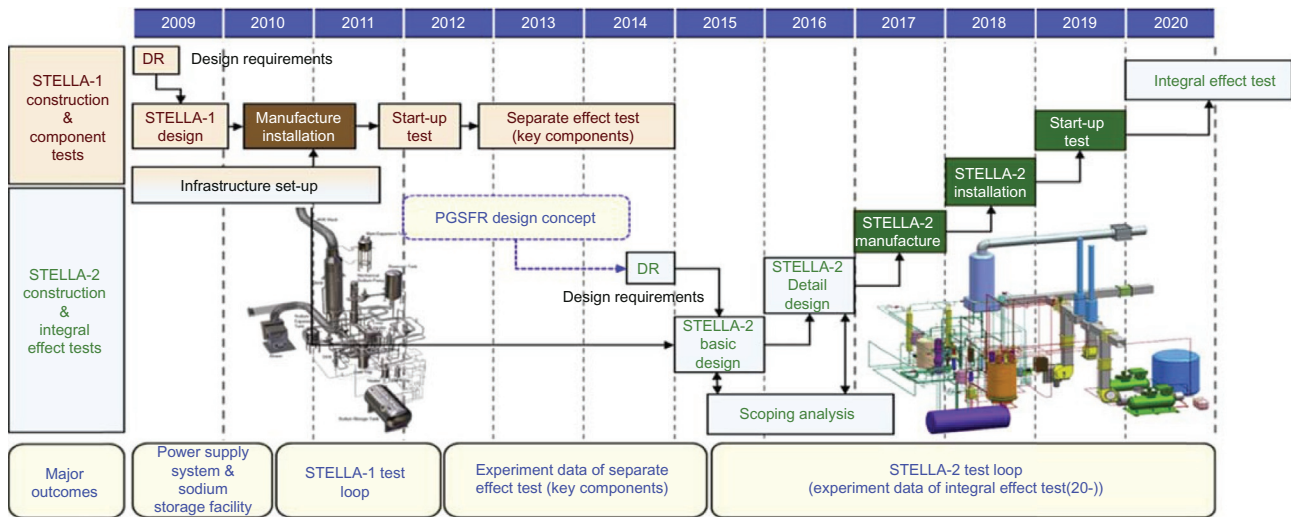 2009 2010 2011 2012 2013 2014 2015 2016 2017 2018 2019 2020
STELLA-1
construction
&
component
tests
DR
Design requirements
STELLA-1
design
Manufacture
installation
Start-up
test
Separate effect test
(key components)
Infrastructure set-up
Integral effect test
Start-up
test
STELLA-2
installation
STELLA-2
manufacture
STELLA-2
construction
&
integral
effect tests
PGSFR design concept
DR
Design requirements
STELLA-2
Detail
design
STELLA-2
basic
design
Scoping analysis
Major
outcomes
Power supply
system &
sodium
storage facility
STELLA-1 test
loop
Experiment data of separate
effect test (key components)
STELLA-2 test loop
(experiment data of integral effect test(20-))